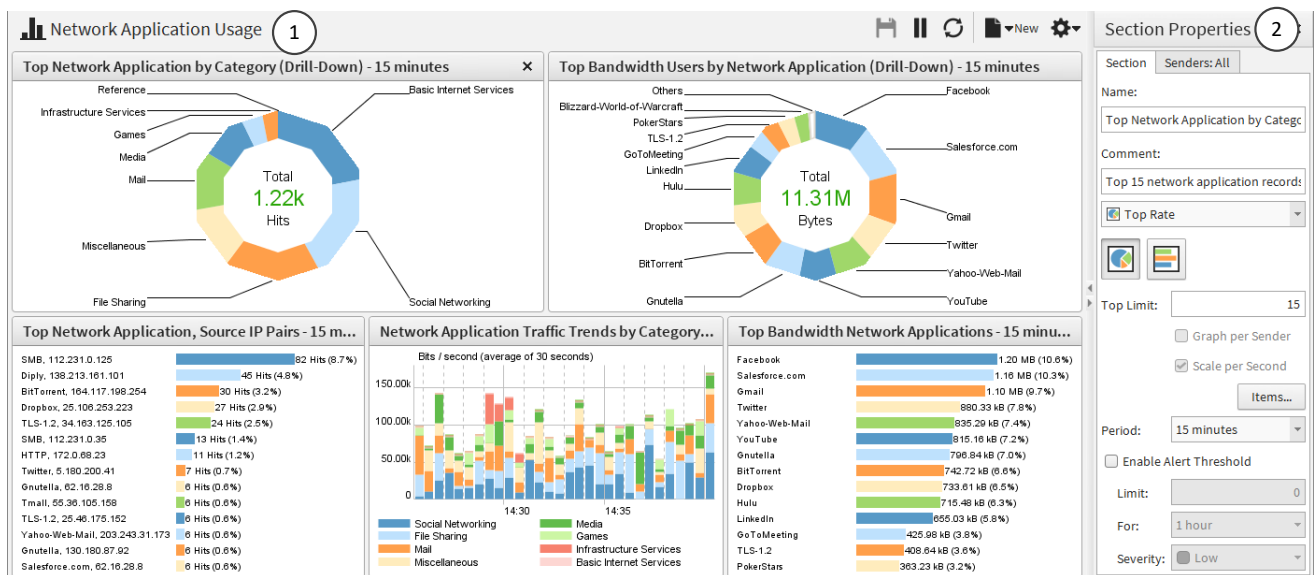 Network Application Usage
1
New
Section Properties
2
Top Network Application by Category (Drill-Down) - 15 minutes
×
Reference
Basic Internet Services
Infrastructure Services
Games
Media
Mail
Miscellaneous
File Sharing
Social Networking
Total
1.22k
Hits
Top Bandwidth Users by Network Application (Drill-Down) - 15 minutes
Others
Facebook
Blizzard-World-of-Warcraft
PokerStars
TLS-1.2
GoToMeeting
LinkedIn
Hulu
Dropbox
BitTorrent
Gnutella
Salesforce.com
Gmail
Twitter
Yahoo-Web-Mail
YouTube
Total
11.31M
Bytes
Top Network Application, Source IP Pairs - 15 m...
SMB, 112.231.0.125 82 Hits (8.7%)
Diply, 138.213.161.101 45 Hits (4.8%)
BitTorrent, 164.117.198.254 30 Hits (3.2%)
Dropbox, 25.106.253.223 27 Hits (2.9%)
TLS-1.2, 34.163.125.105 24 Hits (2.5%)
SMB, 112.231.0.35 13 Hits (1.4%)
HTTP, 172.0.68.23 11 Hits (1.2%)
Twitter, 5.180.200.41 7 Hits (0.7%)
Gnutella, 62.16.28.8 6 Hits (0.6%)
Tmall, 55.36.105.158 6 Hits (0.6%)
TLS-1.2, 25.46.175.152 6 Hits (0.6%)
Yahoo-Web-Mail, 203.243.31.173 6 Hits (0.6%)
Gnutella, 130.180.87.92 6 Hits (0.6%)
Salesforce.com, 62.16.28.8 6 Hits (0.6%)
Network Application Traffic Trends by Category...
Bits / second (average of 30 seconds)
150.00k
100.00k
50.00k
0
14:30 14:35
Social Networking Media
File Sharing Games
Mail Infrastructure Services
Miscellaneous Basic Internet Services
Top Bandwidth Network Applications - 15 minu...
Facebook 1.20 MB (10.6%)
Salesforce.com 1.16 MB (10.3%)
Gmail 1.10 MB (9.7%)
Twitter 880.33 kB (7.8%)
Yahoo-Web-Mail 835.29 kB (7.4%)
YouTube 815.16 kB (7.2%)
Gnutella 796.84 kB (7.0%)
BitTorrent 742.72 kB (6.6%)
Dropbox 733.61 kB (6.5%)
Hulu 715.48 kB (6.3%)
LinkedIn 655.03 kB (5.8%)
GoToMeeting 425.98 kB (3.8%)
TLS-1.2 408.64 kB (3.6%)
PokerStars 363.23 kB (3.2%)
Section Senders: All
Name:
Top Network Application by Catego
Comment:
Top 15 network application records
Top Rate
Top Limit: 15
Graph per Sender
Scale per Second
Items...
Period: 15 minutes
Enable Alert Threshold
Limit: 0
For: 1 hour
Severity: Low